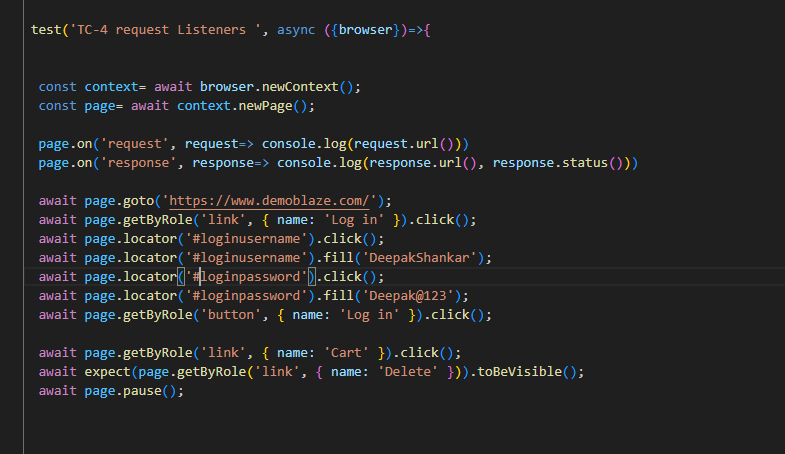 test('TC-4 request Listeners ', async ({browser})=>{
const context= await browser.newContext();
const page= await context.newPage();
page.on('request', request=> console.log(request.url()))
page.on('response', response=> console.log(response.url(), response.status()))
await page.goto('https://www.demoblaze.com/');
await page.getByRole('link', { name: 'Log in' }).click();
await page.locator('#loginusername').click();
await page.locator('#loginusername').fill('DeepakShankar');
await page.locator('#loginpassword').click();
await page.locator('#loginpassword').fill('Deepak@123');
await page.getByRole('button', { name: 'Log in' }).click();
await page.getByRole('link', { name: 'Cart' }).click();
await expect(page.getByRole('link', { name: 'Delete' })).toBeVisible();
await page.pause();